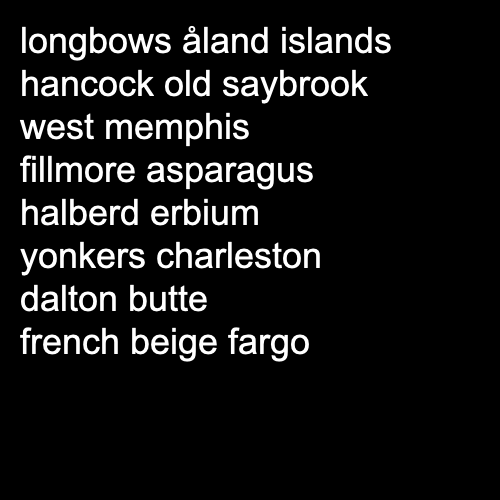 longbows åland islands
hancock old saybrook
west memphis
fillmore asparagus
halberd erbium
yonkers charleston
dalton butte
french beige fargo